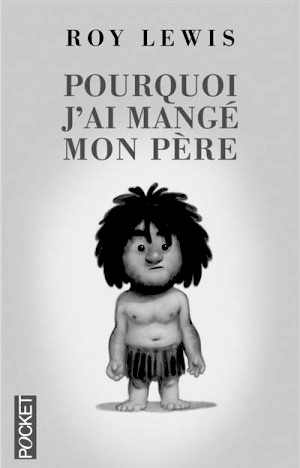 ROY LEWIS
POURQUOI
J'AI MANGÉ
MON PÈRE
POCKET